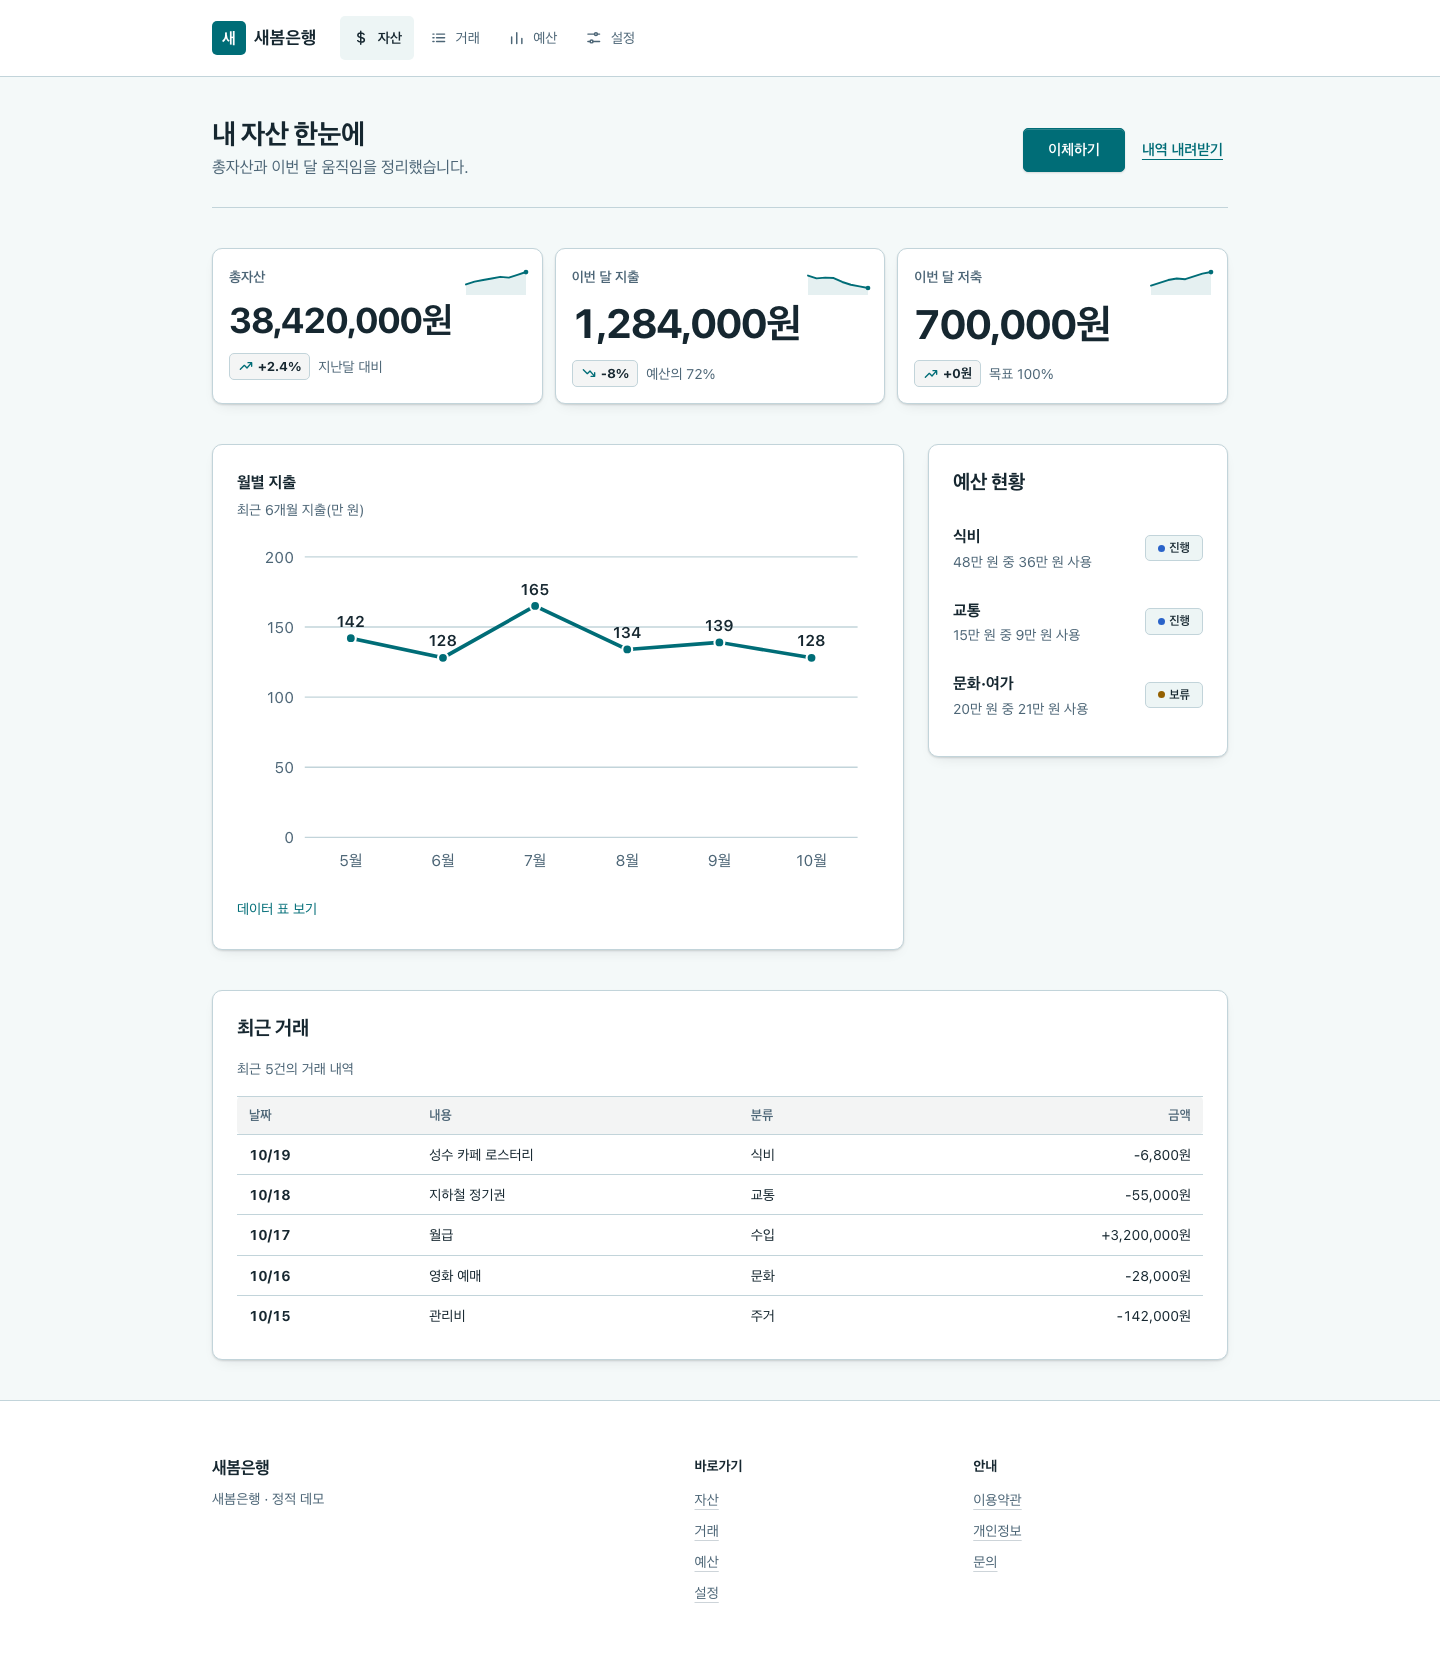 새 새봄은행 $ 자산 거래 예산 설정
내 자산 한눈에
총자산과 이번 달 움직임을 정리했습니다.
이체하기 내역 내려받기
총자산
38,420,000원
+2.4% 지난달 대비
이번 달 지출
1,284,000원
-8% 예산의 72%
이번 달 저축
700,000원
+0원 목표 100%
월별 지출
최근 6개월 지출(만 원)
200
150
100
50
0
142
128
165
134
139
128
5월 6월 7월 8월 9월 10월
데이터 표 보기
예산 현황
식비
48만 원 중 36만 원 사용
진행
교통
15만 원 중 9만 원 사용
진행
문화·여가
20만 원 중 21만 원 사용
보류
최근 거래
최근 5건의 거래 내역
날짜 내용 분류 금액
10/19 성수 카페 로스터리 식비 -6,800원
10/18 지하철 정기권 교통 -55,000원
10/17 월급 수입 +3,200,000원
10/16 영화 예매 문화 -28,000원
10/15 관리비 주거 -142,000원
새봄은행
새봄은행 · 정적 데모
바로가기
자산
거래
예산
설정
안내
이용약관
개인정보
문의